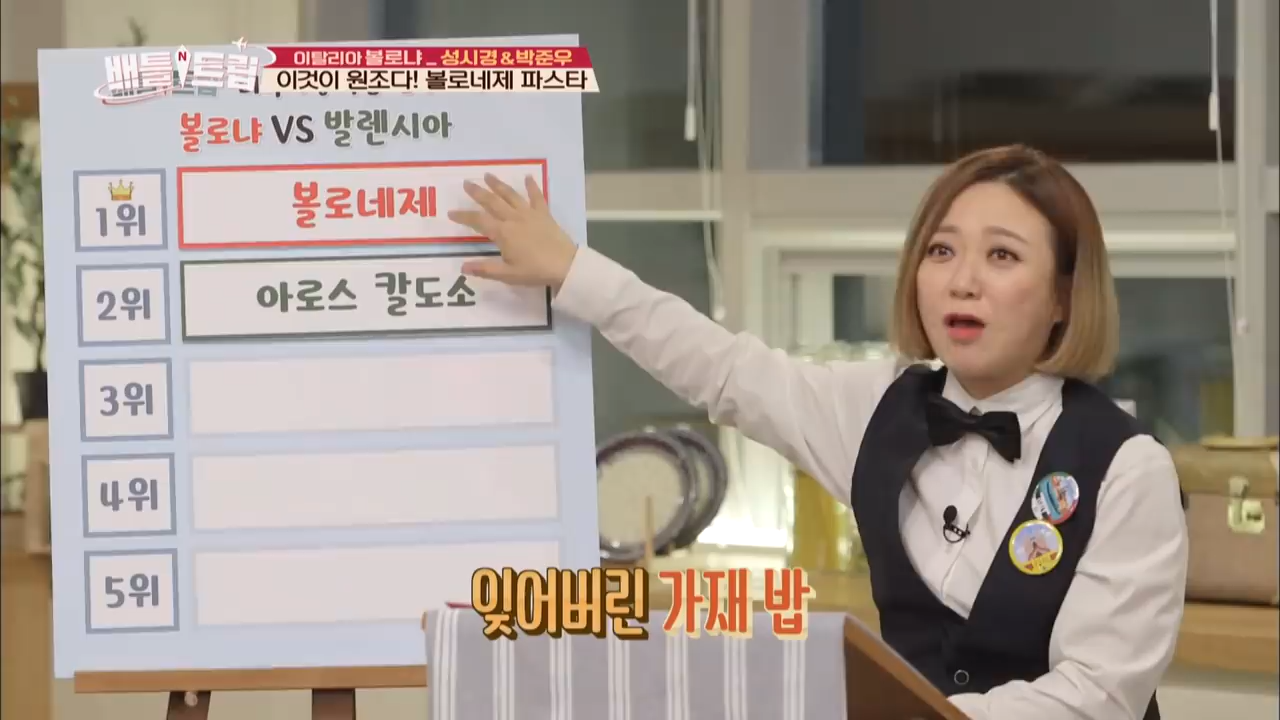 배틀트립
N
이탈리아 볼로냐 _ 성시경&박준우
이것이 원조다! 볼로네제 파스타
볼로냐 VS 발렌시아
1위
볼로네제
2위
아로스 칼도소
3위
4위
5위
잊어버린 가재 밥